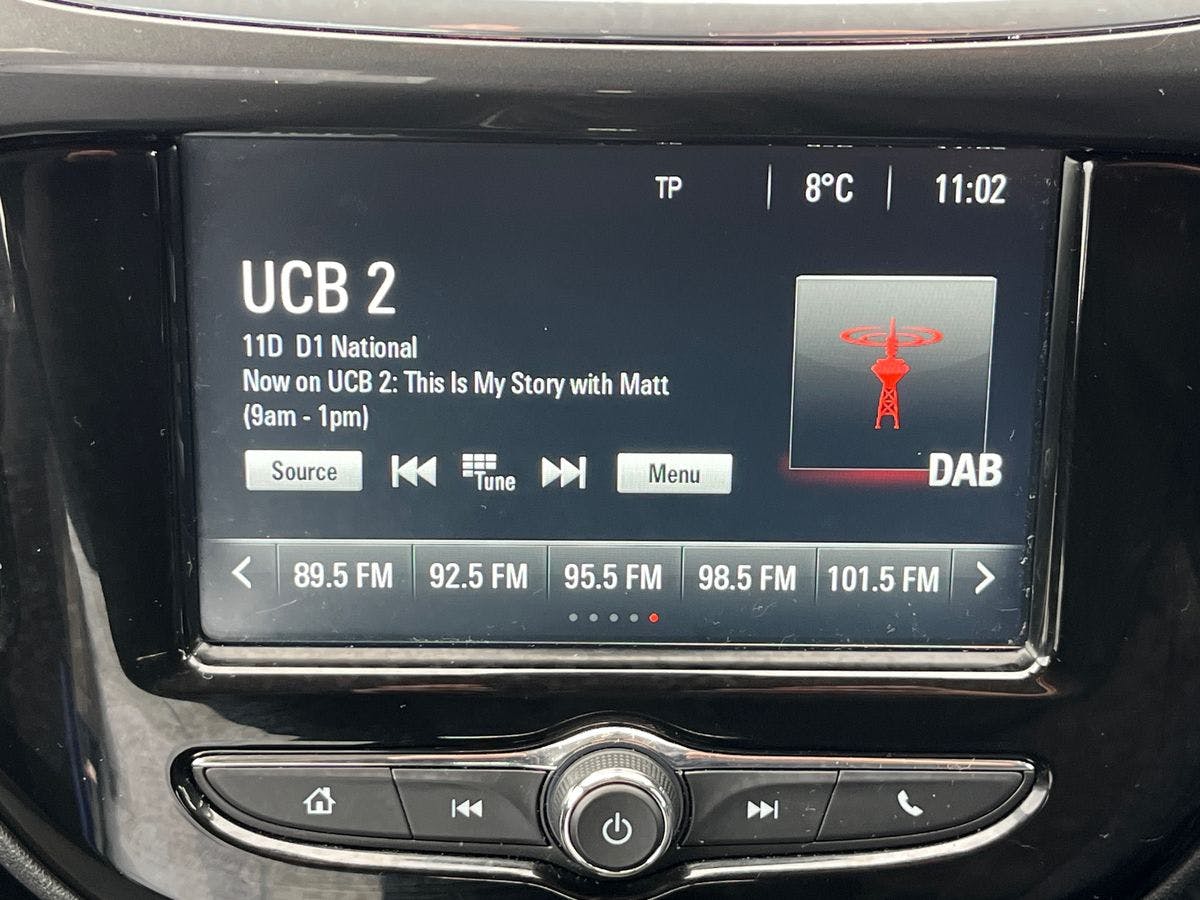 TP 8°C 11:02
UCB 2
11D D1 National
Now on UCB 2: This Is My Story with Matt
(9am - 1pm)
Source Tune Menu
DAB
89.5 FM 92.5 FM 95.5 FM 98.5 FM 101.5 FM